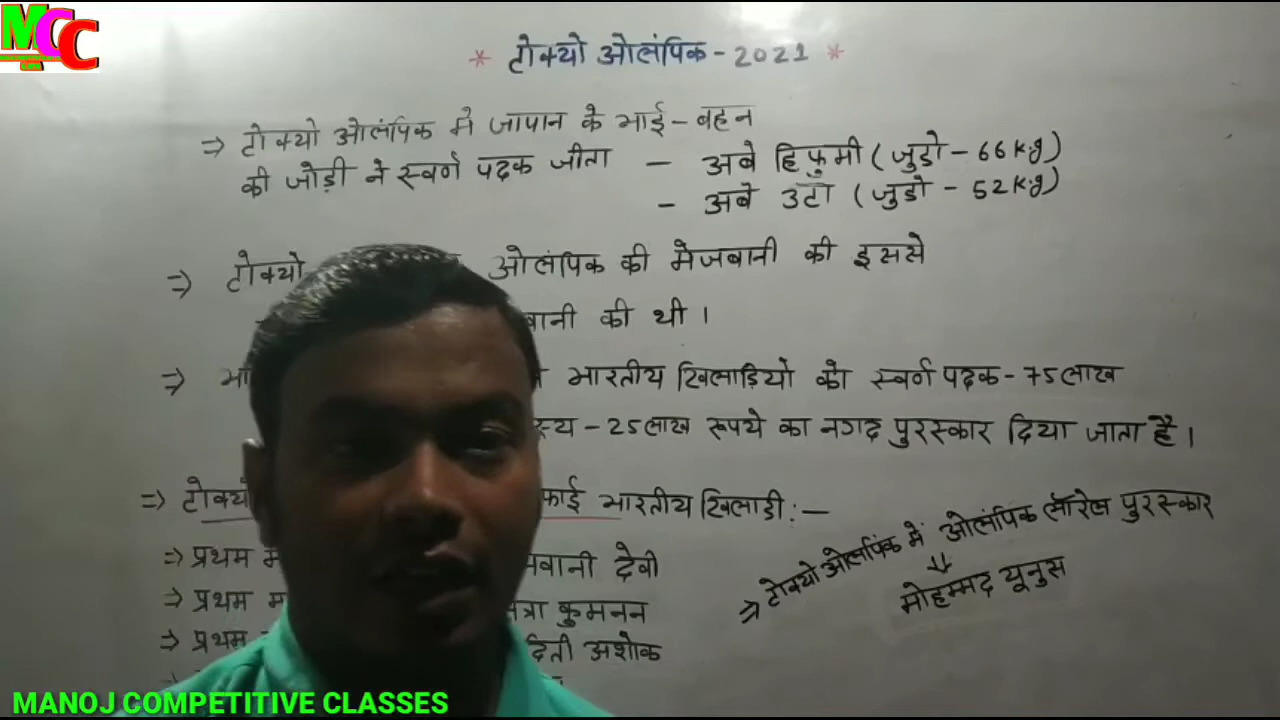 MCC
* टोक्यो ओलंपिक - 2021 *
⇒ टोक्यो ओलंपिक मे जापान के भाई - बहन
की जोड़ी ने स्वर्ण पदक जीता - अबे हिफुमी (जुडो - 66 kg)
- अबे उटा (जुडो - 52 kg)
⇒ टोक्यो ओलंपिक की मेजबानी की इससे
की थी ।
⇒ भारतीय खिलाड़ियो को स्वर्ण पदक - 75 लाख
- 25 लाख रूपये का नगद पुरस्कार दिया जाता है ।
⇒ टोक्यो भारतीय खिलाडी : -
⇒ प्रथम देवी
⇒ प्रथम कुमनन
⇒ प्रथम अशोक
⇒ टोक्यो ओलंपिक में ओलंपिक लॉरेल पुरस्कार
⇓
मोहम्मद यूनुस
MANOJ COMPETITIVE CLASSES